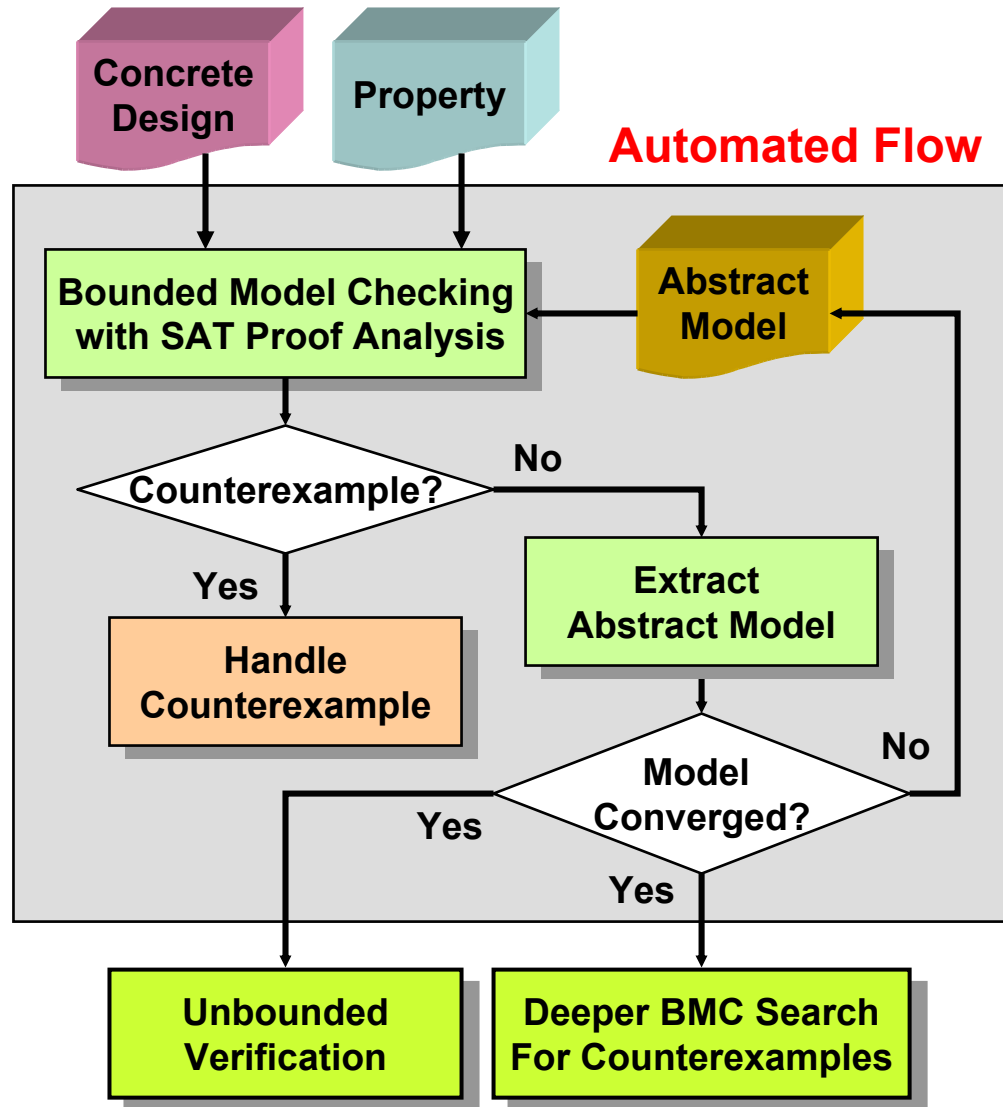 Concrete
Design
Property
Automated Flow
Bounded Model Checking
with SAT Proof Analysis
Abstract
Model
Counterexample?
No
Yes
Extract
Abstract Model
Handle
Counterexample
No
Model
Converged?
Yes
Yes
Unbounded
Verification
Deeper BMC Search
For Counterexamples